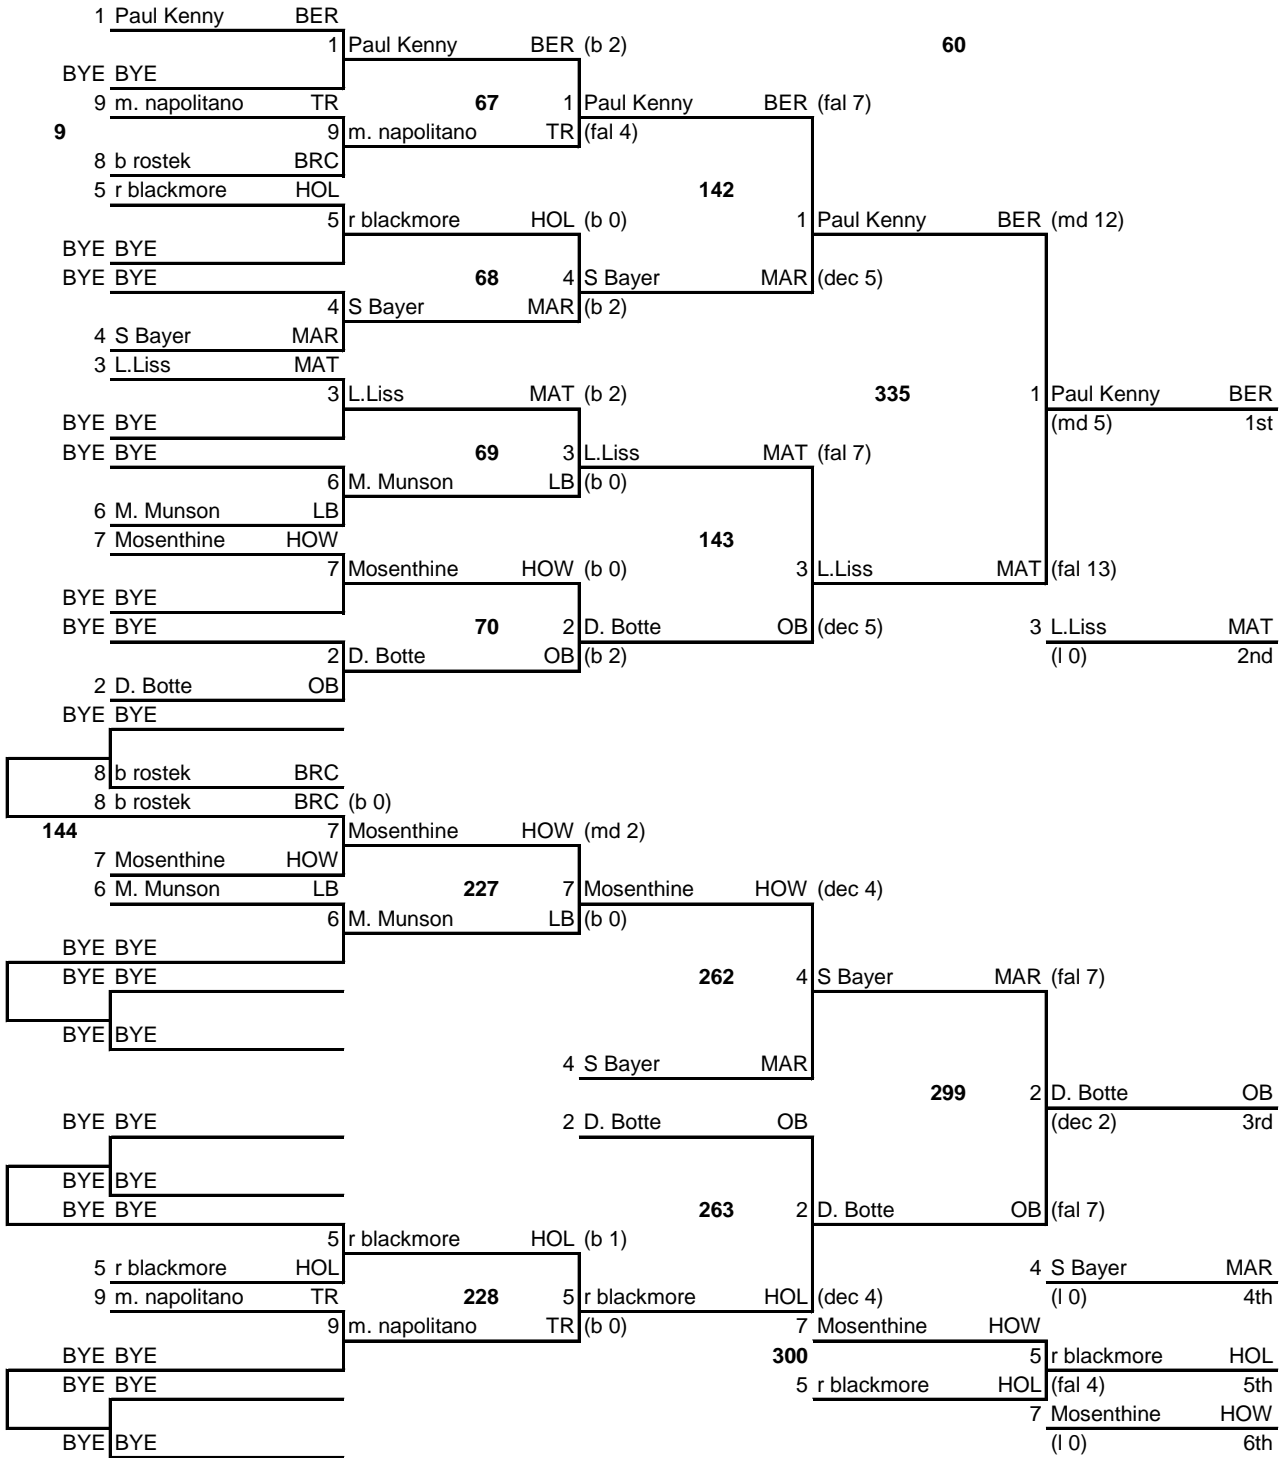 1 Paul Kenny BER
1 Paul Kenny BER (b 2) 60
BYE BYE
9 m. napolitano TR 67 1 Paul Kenny BER (fal 7)
9 9 m. napolitano TR (fal 4)
8 b rostek BRC
5 r blackmore HOL 142
5 r blackmore HOL (b 0) 1 Paul Kenny BER (md 12)
BYE BYE
BYE BYE 68 4 S Bayer MAR (dec 5)
4 S Bayer MAR (b 2)
4 S Bayer MAR
3 L.Liss MAT
3 L.Liss MAT (b 2) 335 1 Paul Kenny BER
BYE BYE (md 5) 1st
BYE BYE 69 3 L.Liss MAT (fal 7)
6 M. Munson LB (b 0)
6 M. Munson LB
7 Mosenthine HOW 143
7 Mosenthine HOW (b 0) 3 L.Liss MAT (fal 13)
BYE BYE
BYE BYE 70 2 D. Botte OB (dec 5) 3 L.Liss MAT
2 D. Botte OB (b 2) (l 0) 2nd
2 D. Botte OB
BYE BYE
8 b rostek BRC
8 b rostek BRC (b 0)
144 7 Mosenthine HOW (md 2)
7 Mosenthine HOW
6 M. Munson LB 227 7 Mosenthine HOW (dec 4)
6 M. Munson LB (b 0)
BYE BYE
BYE BYE 262 4 S Bayer MAR (fal 7)
BYE BYE
4 S Bayer MAR
299 2 D. Botte OB
BYE BYE 2 D. Botte OB (dec 2) 3rd
BYE BYE
BYE BYE 263 2 D. Botte OB (fal 7)
5 r blackmore HOL (b 1)
5 r blackmore HOL 4 S Bayer MAR
9 m. napolitano TR 228 5 r blackmore HOL (dec 4) (l 0) 4th
9 m. napolitano TR (b 0) 7 Mosenthine HOW
BYE BYE 300 5 r blackmore HOL
BYE BYE 5 r blackmore HOL (fal 4) 5th
7 Mosenthine HOW
BYE BYE (l 0) 6th